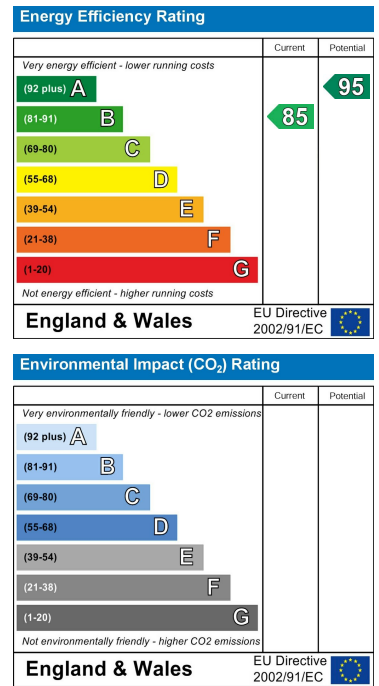 Energy Efficiency Rating
Current Potential
Very energy efficient - lower running costs
(92 plus) A
95
(81-91) B
85
(69-80) C
(55-68) D
(39-54) E
(21-38) F
(1-20) G
Not energy efficient - higher running costs
England & Wales
EU Directive
2002/91/EC
Environmental Impact (CO₂) Rating
Current Potential
Very environmentally friendly - lower CO2 emissions
(92 plus) A
(81-91) B
(69-80) C
(55-68) D
(39-54) E
(21-38) F
(1-20) G
Not environmentally friendly - higher CO2 emissions
England & Wales
EU Directive
2002/91/EC